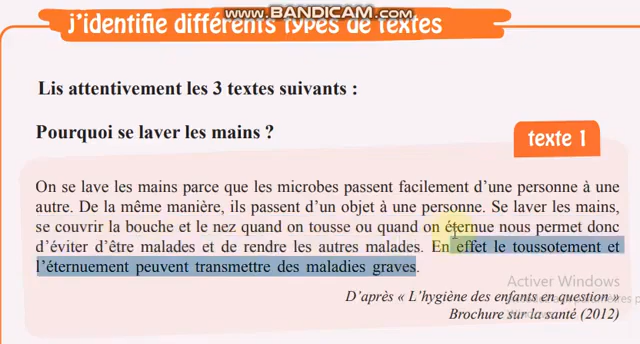 www.BANDICAM.com
j'identifie différents types de textes
Lis attentivement les 3 textes suivants :
Pourquoi se laver les mains ?
texte 1
On se lave les mains parce que les microbes passent facilement d'une personne à une
autre. De la même manière, ils passent d'un objet à une personne. Se laver les mains,
se couvrir la bouche et le nez quand on tousse ou quand on éternue nous permet donc
d'éviter d'être malades et de rendre les autres malades. En effet le toussotement et
l'éternuement peuvent transmettre des maladies graves.
Activer Windows
D'après « L'hygiène des enfants en question »
Brochure sur la santé (2012)